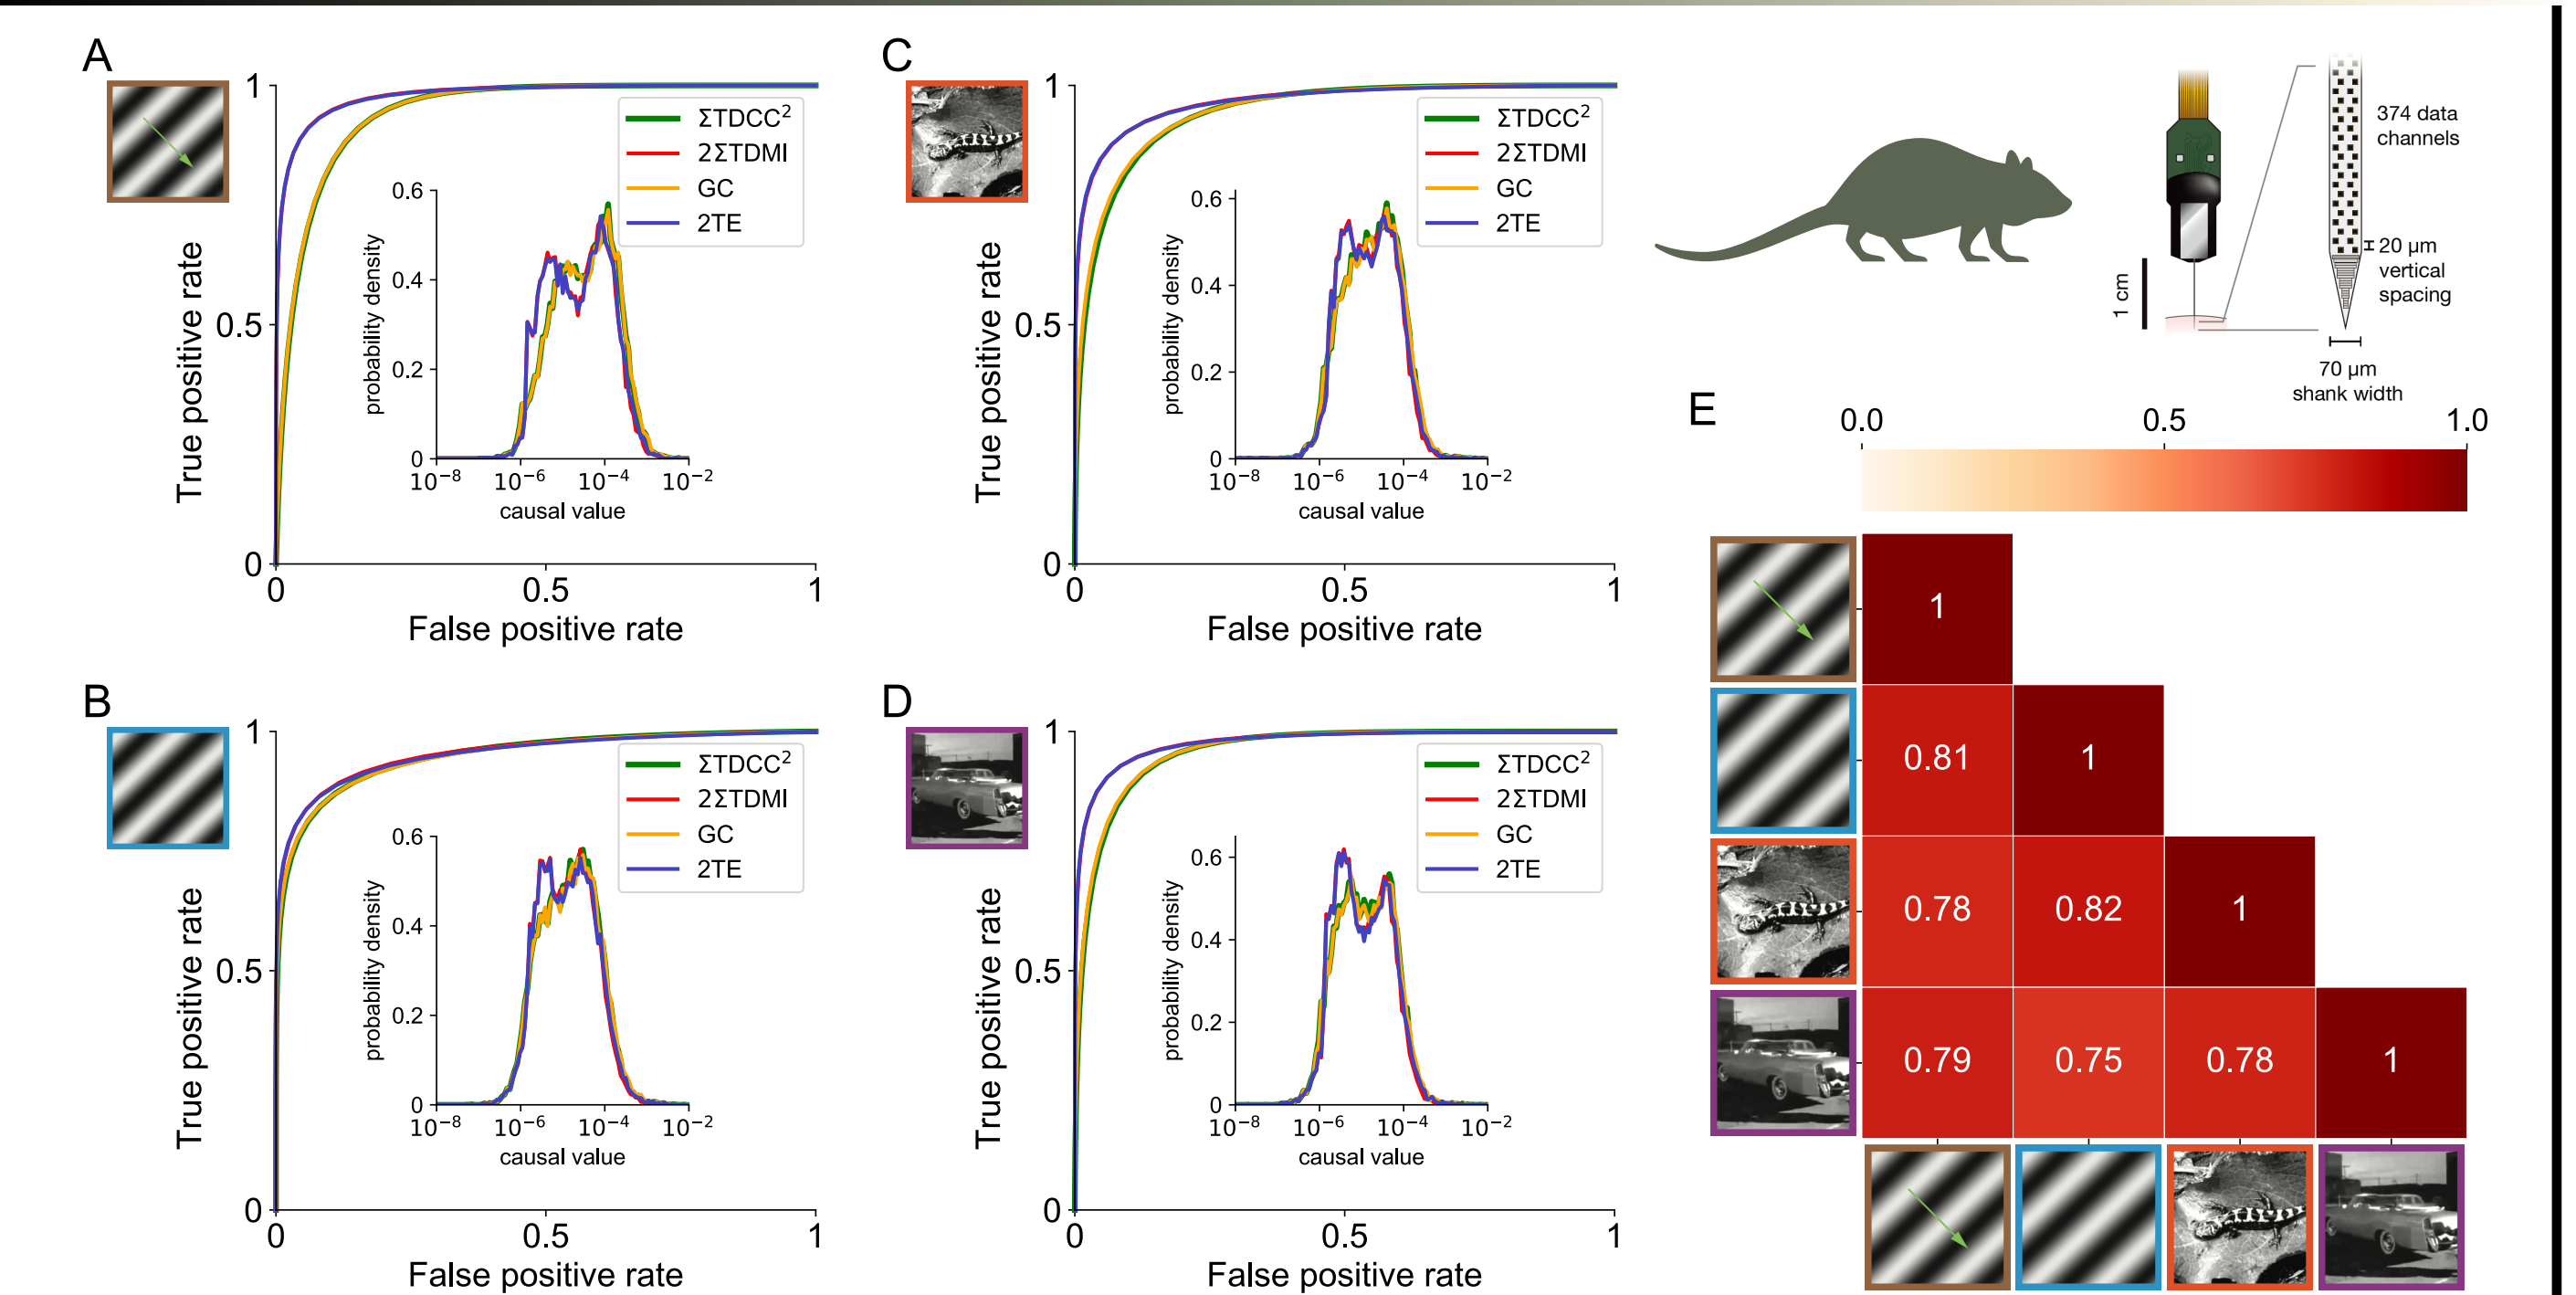 A
1
0.5
0
0
0.5
1
True positive rate
False positive rate
ΣTDCC²
2ΣTDMI
GC
2TE
0.6
0.4
0.2
0
probability density
10⁻⁸
10⁻⁶
10⁻⁴
10⁻²
causal value
C
1
0.5
0
0
0.5
1
True positive rate
False positive rate
ΣTDCC²
2ΣTDMI
GC
2TE
0.6
0.4
0.2
0
probability density
10⁻⁸
10⁻⁶
10⁻⁴
10⁻²
causal value
374 data
channels
20 µm
vertical
spacing
1 cm
70 µm
shank width
B
1
0.5
0
0
0.5
1
True positive rate
False positive rate
ΣTDCC²
2ΣTDMI
GC
2TE
0.6
0.4
0.2
0
probability density
10⁻⁸
10⁻⁶
10⁻⁴
10⁻²
causal value
D
1
0.5
0
0
0.5
1
True positive rate
False positive rate
ΣTDCC²
2ΣTDMI
GC
2TE
0.6
0.4
0.2
0
probability density
10⁻⁸
10⁻⁶
10⁻⁴
10⁻²
causal value
E
0.0 0.5 1.0
1
0.81 1
0.78 0.82 1
0.79 0.75 0.78 1